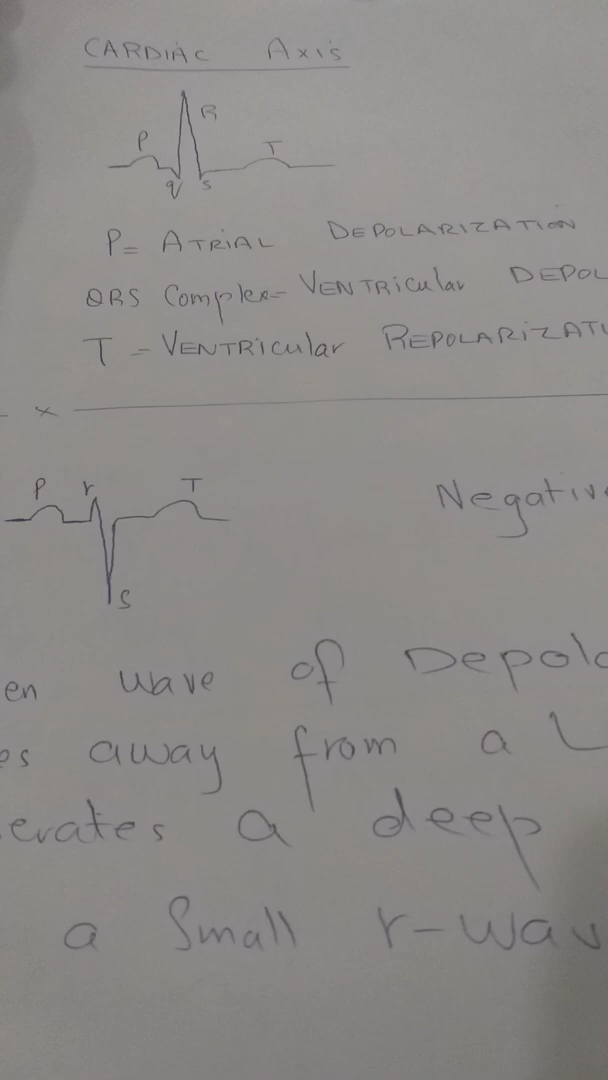 CARDIAC Axis
P R T
q s
P = ATRIAL DEPOLARIZATION
QRS Complex = VENTRicular DEPOL
T - VENTRicular REPOLARIZATI
x
P r T
S
Negativ
en wave of Depola
es away from a L
erates a deep
a Small r-wav